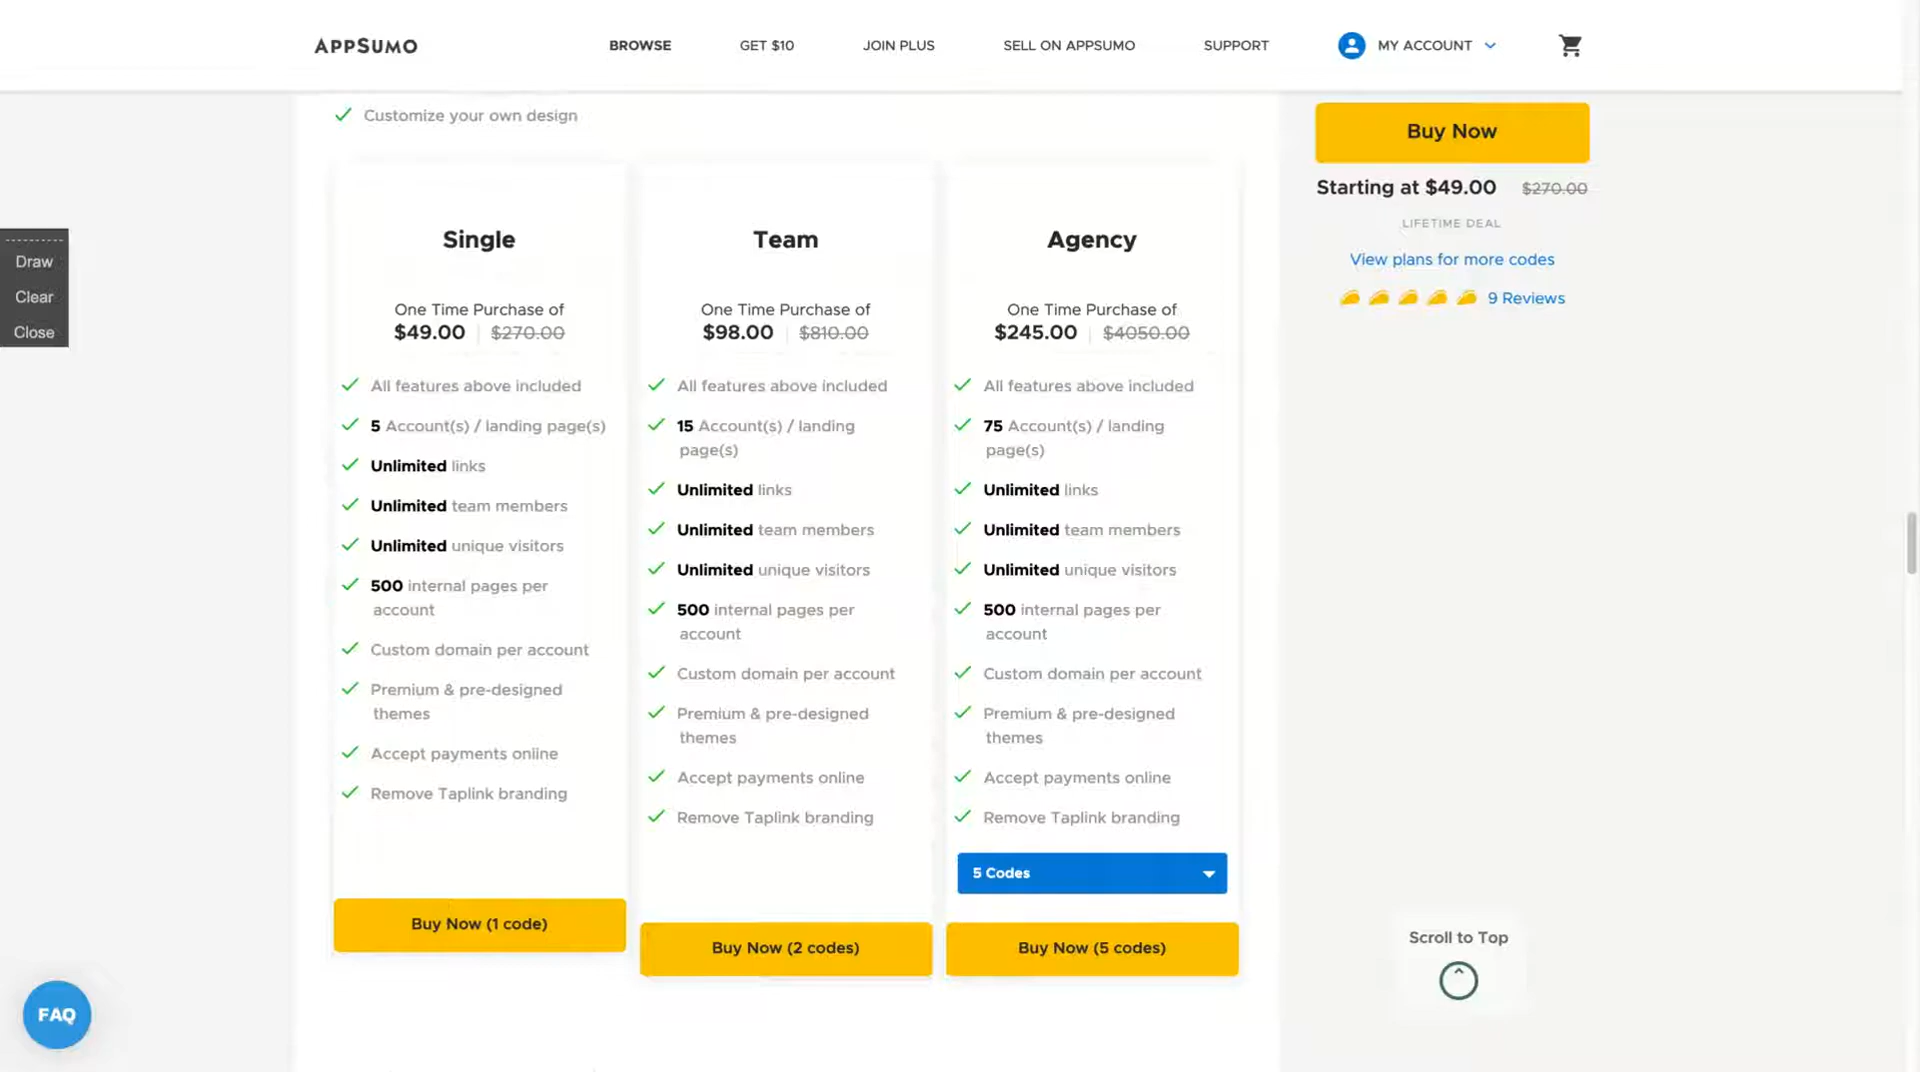 APPSUMO
BROWSE
GET $10
JOIN PLUS
SELL ON APPSUMO
SUPPORT
MY ACCOUNT
Customize your own design
Buy Now
Starting at $49.00 $270.00
LIFETIME DEAL
View plans for more codes
9 Reviews
Draw
Clear
Close
Single
One Time Purchase of
$49.00 $270.00
All features above included
5 Account(s) / landing page(s)
Unlimited links
Unlimited team members
Unlimited unique visitors
500 internal pages per
account
Custom domain per account
Premium & pre-designed
themes
Accept payments online
Remove Taplink branding
Buy Now (1 code)
Team
One Time Purchase of
$98.00 $810.00
All features above included
15 Account(s) / landing
page(s)
Unlimited links
Unlimited team members
Unlimited unique visitors
500 internal pages per
account
Custom domain per account
Premium & pre-designed
themes
Accept payments online
Remove Taplink branding
Buy Now (2 codes)
Agency
One Time Purchase of
$245.00 $4050.00
All features above included
75 Account(s) / landing
page(s)
Unlimited links
Unlimited team members
Unlimited unique visitors
500 internal pages per
account
Custom domain per account
Premium & pre-designed
themes
Accept payments online
Remove Taplink branding
5 Codes
Buy Now (5 codes)
Scroll to Top
FAQ